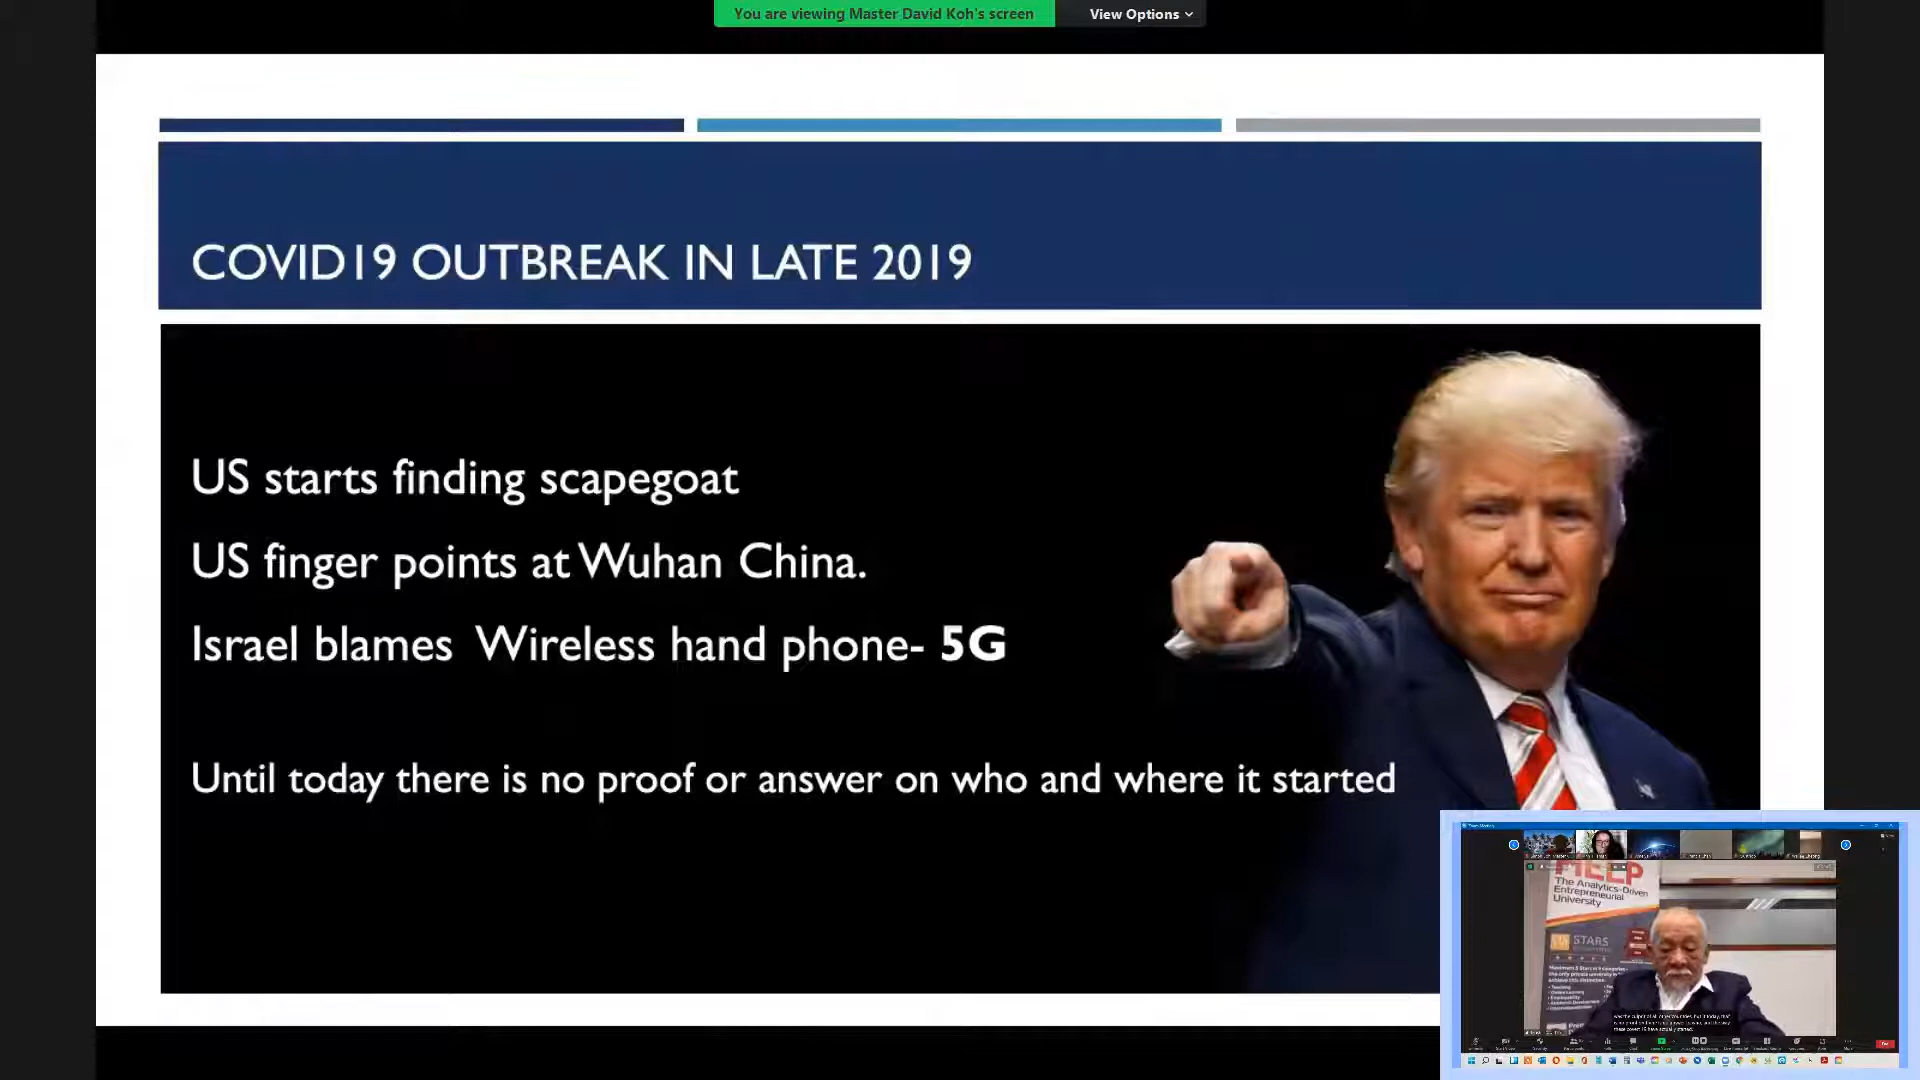 You are viewing Master David Koh's screen
View Options
COVID19 OUTBREAK IN LATE 2019
US starts finding scapegoat
US finger points at Wuhan China.
Israel blames Wireless hand phone- 5G
Until today there is no proof or answer on who and where it started
HELP
The Analytics-Driven
Entrepreneurial
University
STARS